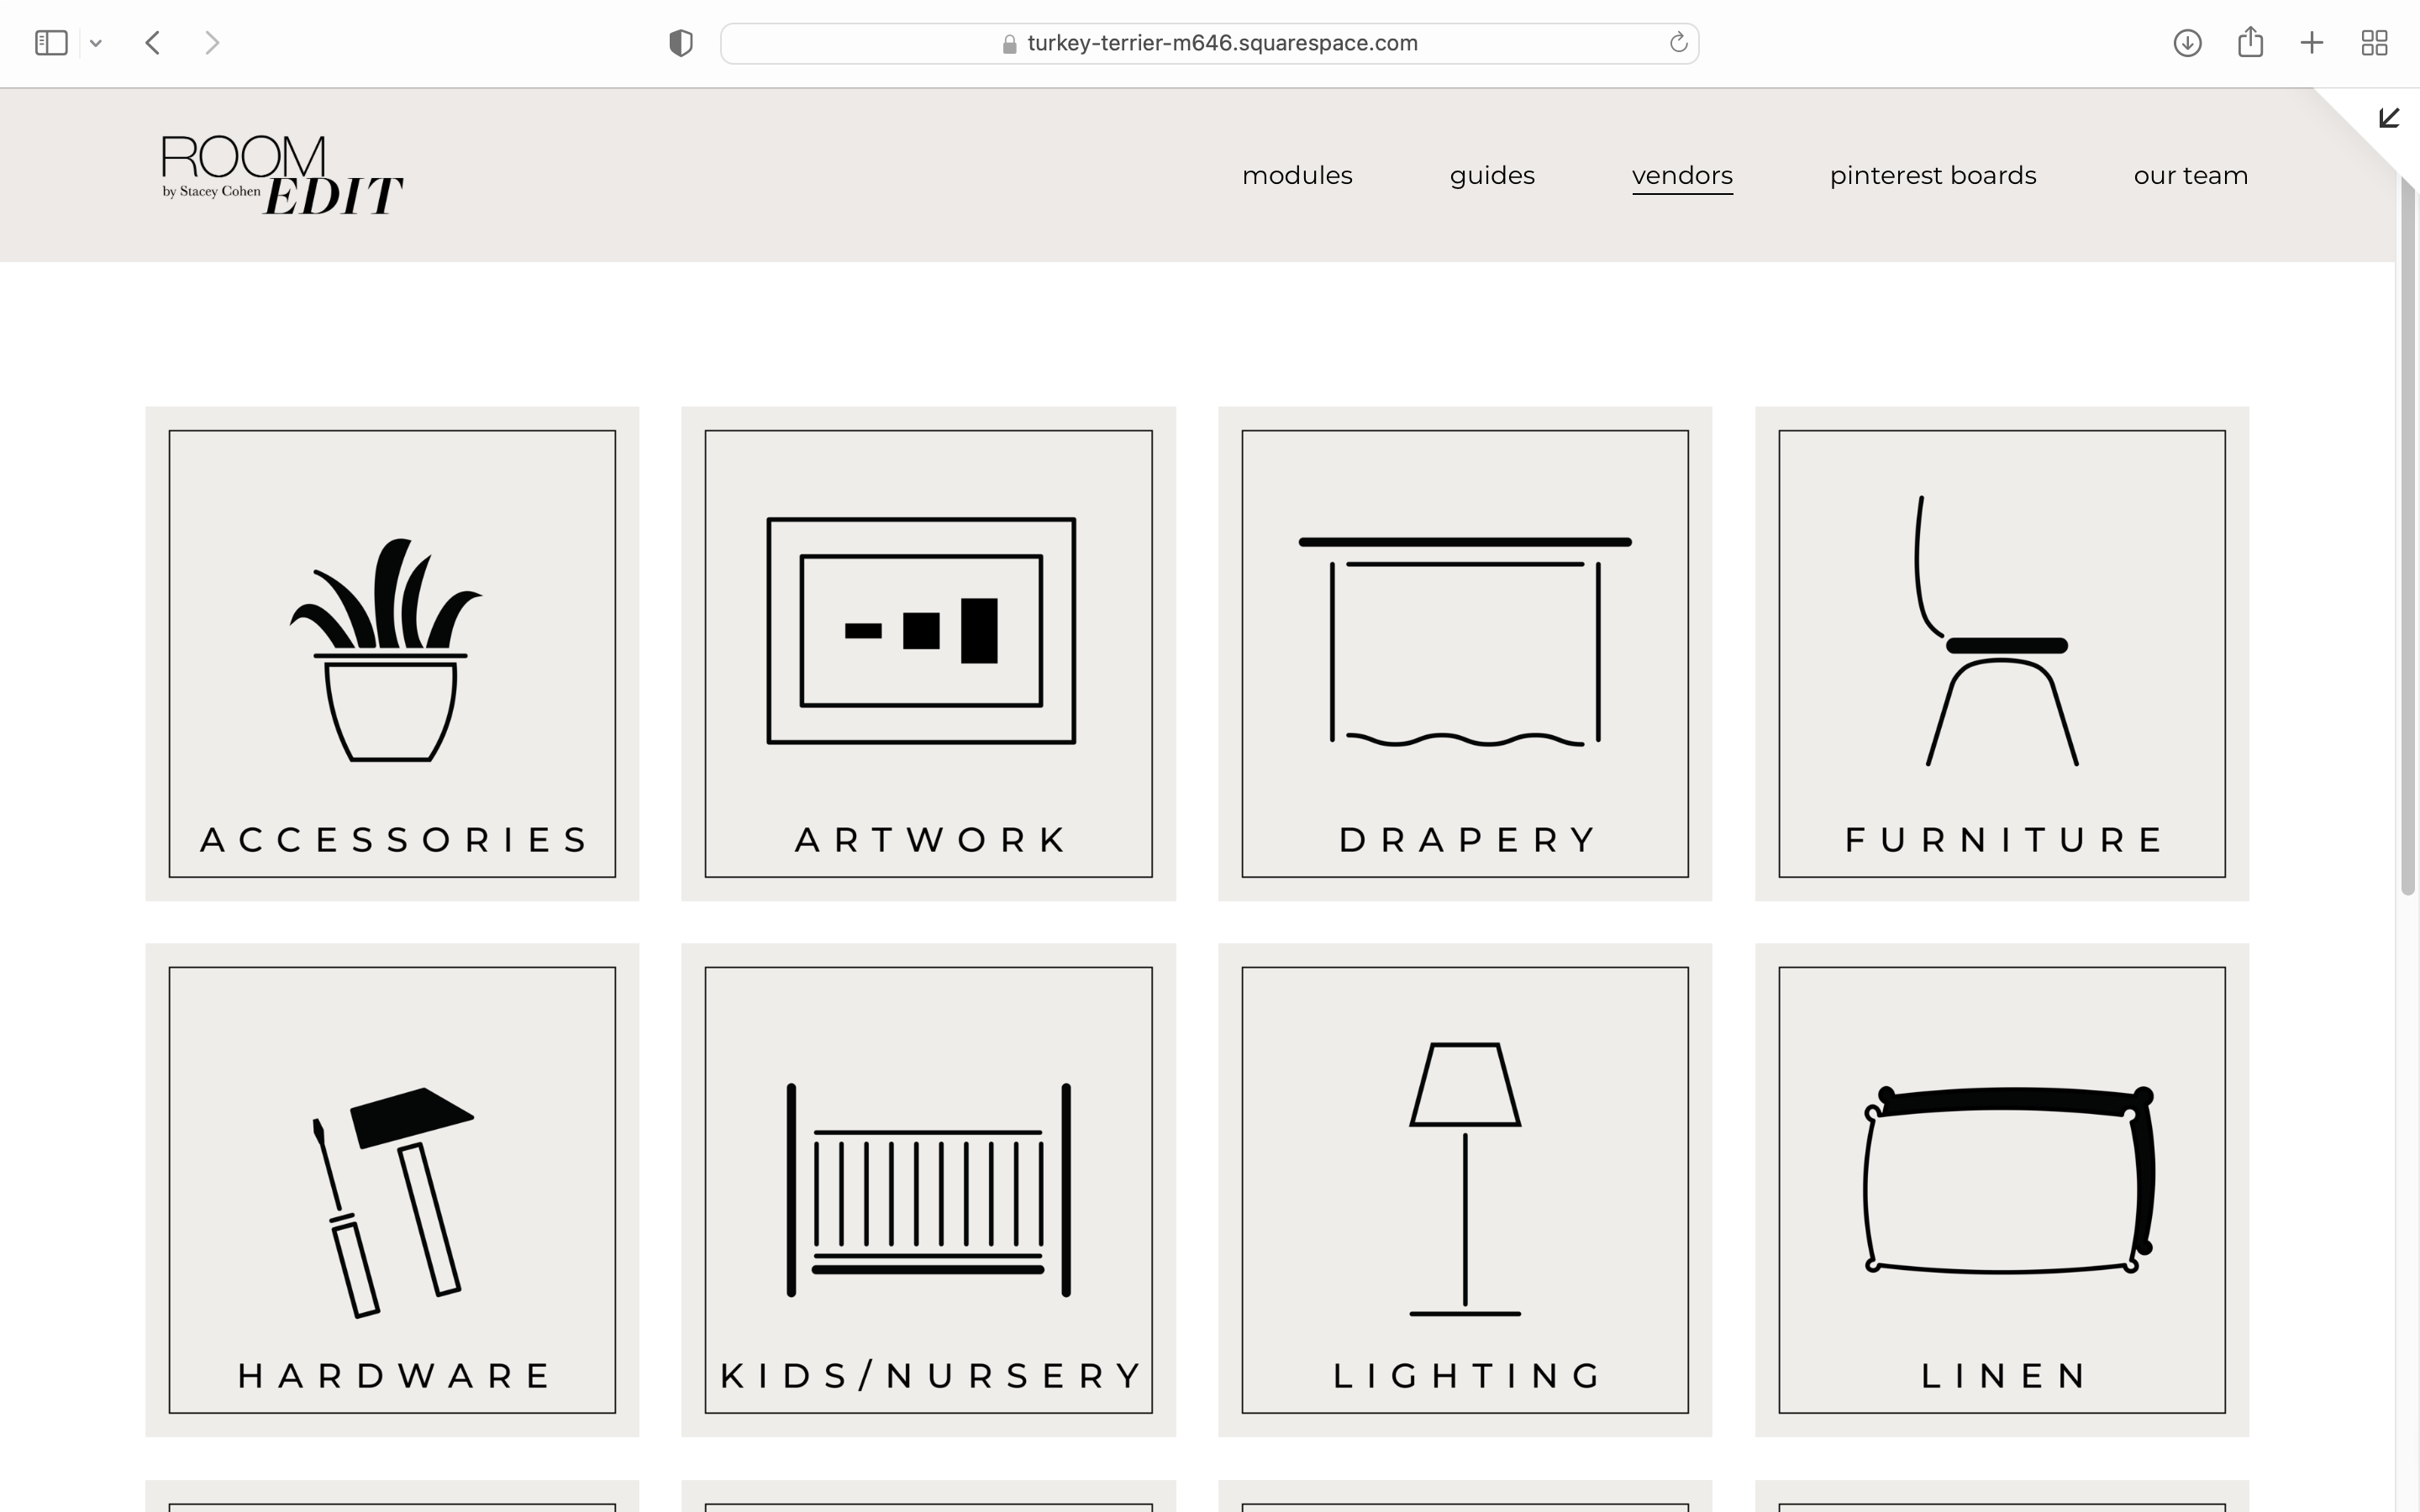 turkey-terrier-m646.squarespace.com
ROOM
by Stacey Cohen EDIT
modules guides vendors pinterest boards our team
ACCESSORIES ARTWORK DRAPERY FURNITURE
HARDWARE KIDS/NURSERY LIGHTING LINEN